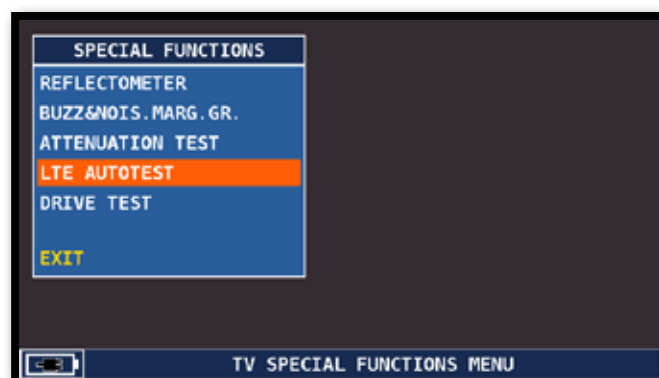 SPECIAL FUNCTIONS
REFLECTOMETER
BUZZ&NOIS.MARG.GR.
ATTENUATION TEST
LTE AUTOTEST
DRIVE TEST
EXIT
TV SPECIAL FUNCTIONS MENU